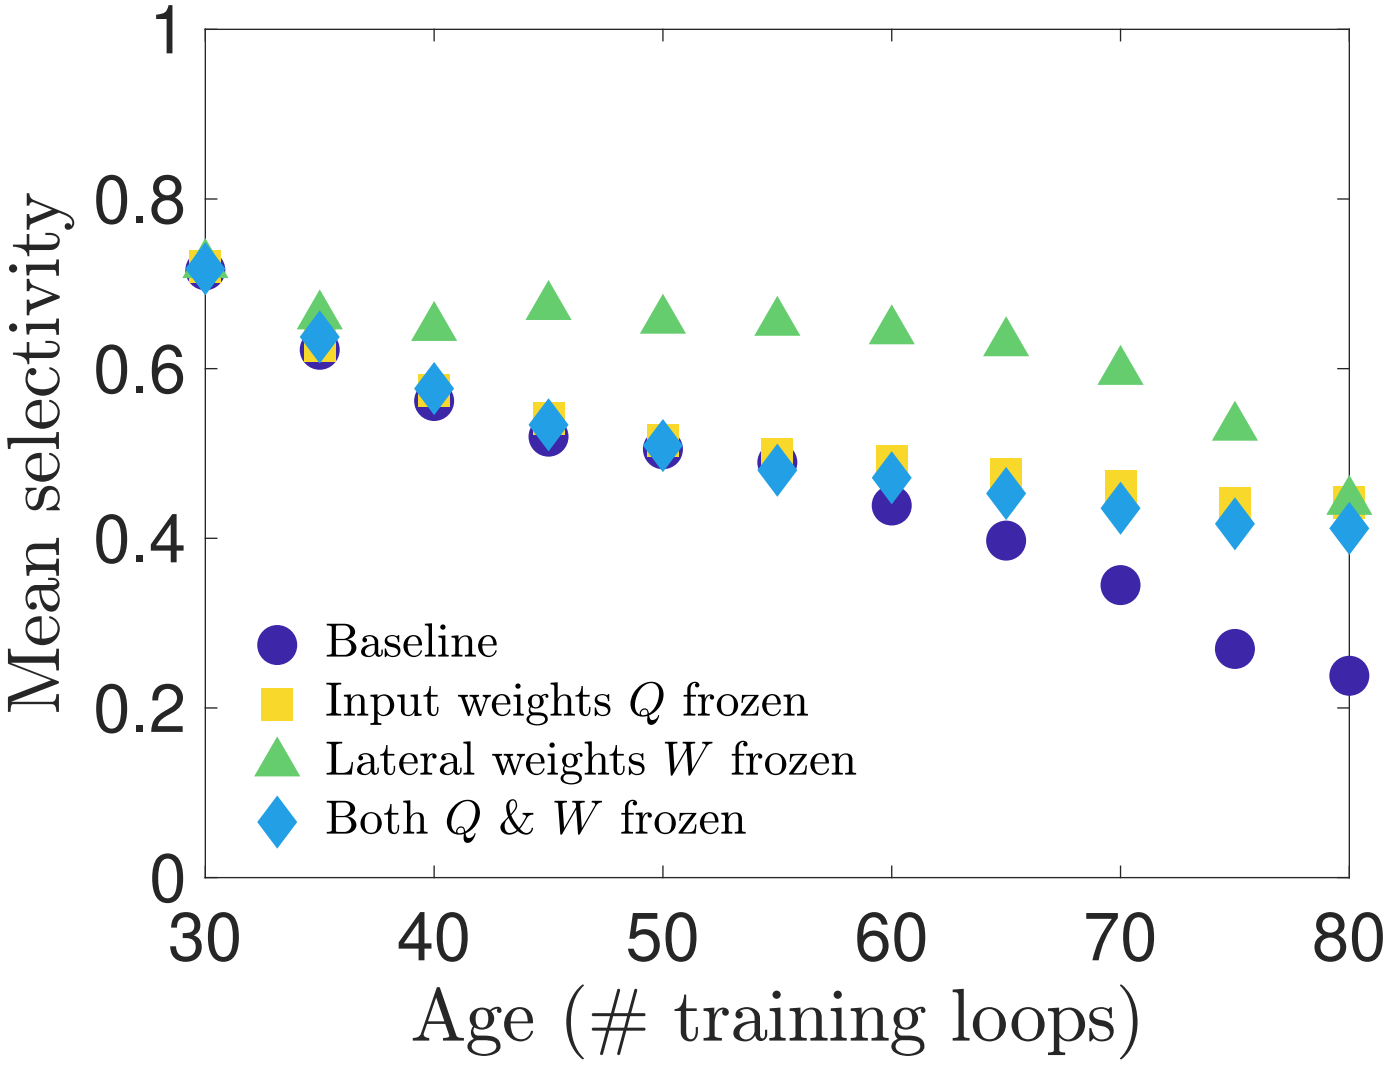 1
0.8
0.6
0.4
0.2
0
Mean selectivity
Baseline
Input weights Q frozen
Lateral weights W frozen
Both Q & W frozen
30 40 50 60 70 80
Age (# training loops)